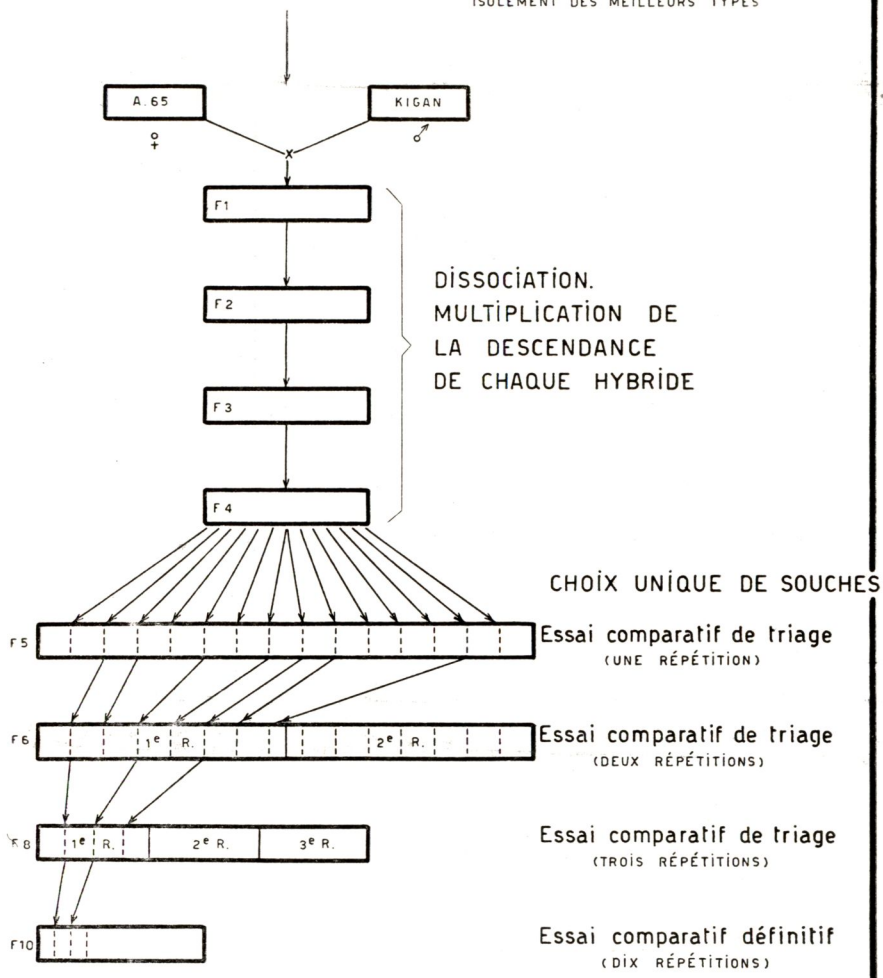 ISOLEMENT DES MEILLEURS TYPES
A.65
KIGAN
♀
♂
x
F1
F2
DISSOCIATION.
MULTIPLICATION DE
LA DESCENDANCE
DE CHAQUE HYBRIDE
F3
F4
CHOIX UNIQUE DE SOUCHES
F5
Essai comparatif de triage
(UNE RÉPÉTITION)
F6
1e R.
2e R.
Essai comparatif de triage
(DEUX RÉPÉTITIONS)
F8
1e R.
2e R.
3e R.
Essai comparatif de triage
(TROIS RÉPÉTITIONS)
F10
Essai comparatif définitif
(DIX RÉPÉTITIONS)